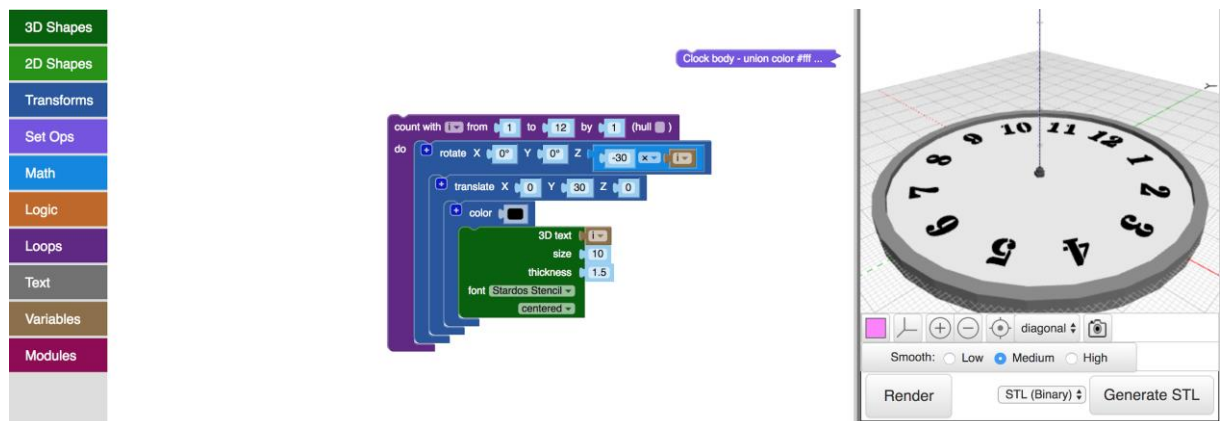 3D Shapes
2D Shapes
Transforms
Set Ops
Math
Logic
Loops
Text
Variables
Modules
Clock body - union color #fff ...
count with i from 1 to 12 by 1 (hull )
do rotate X 0° Y 0° Z -30 x i
translate X 0 Y 30 Z 0
color
3D text i
size 10
thickness 1.5
font Stardos Stencil
centered
10 11 12
9 1
8 2
7 3
6 5 4
Y
diagonal
Smooth: Low Medium High
Render STL (Binary) Generate STL